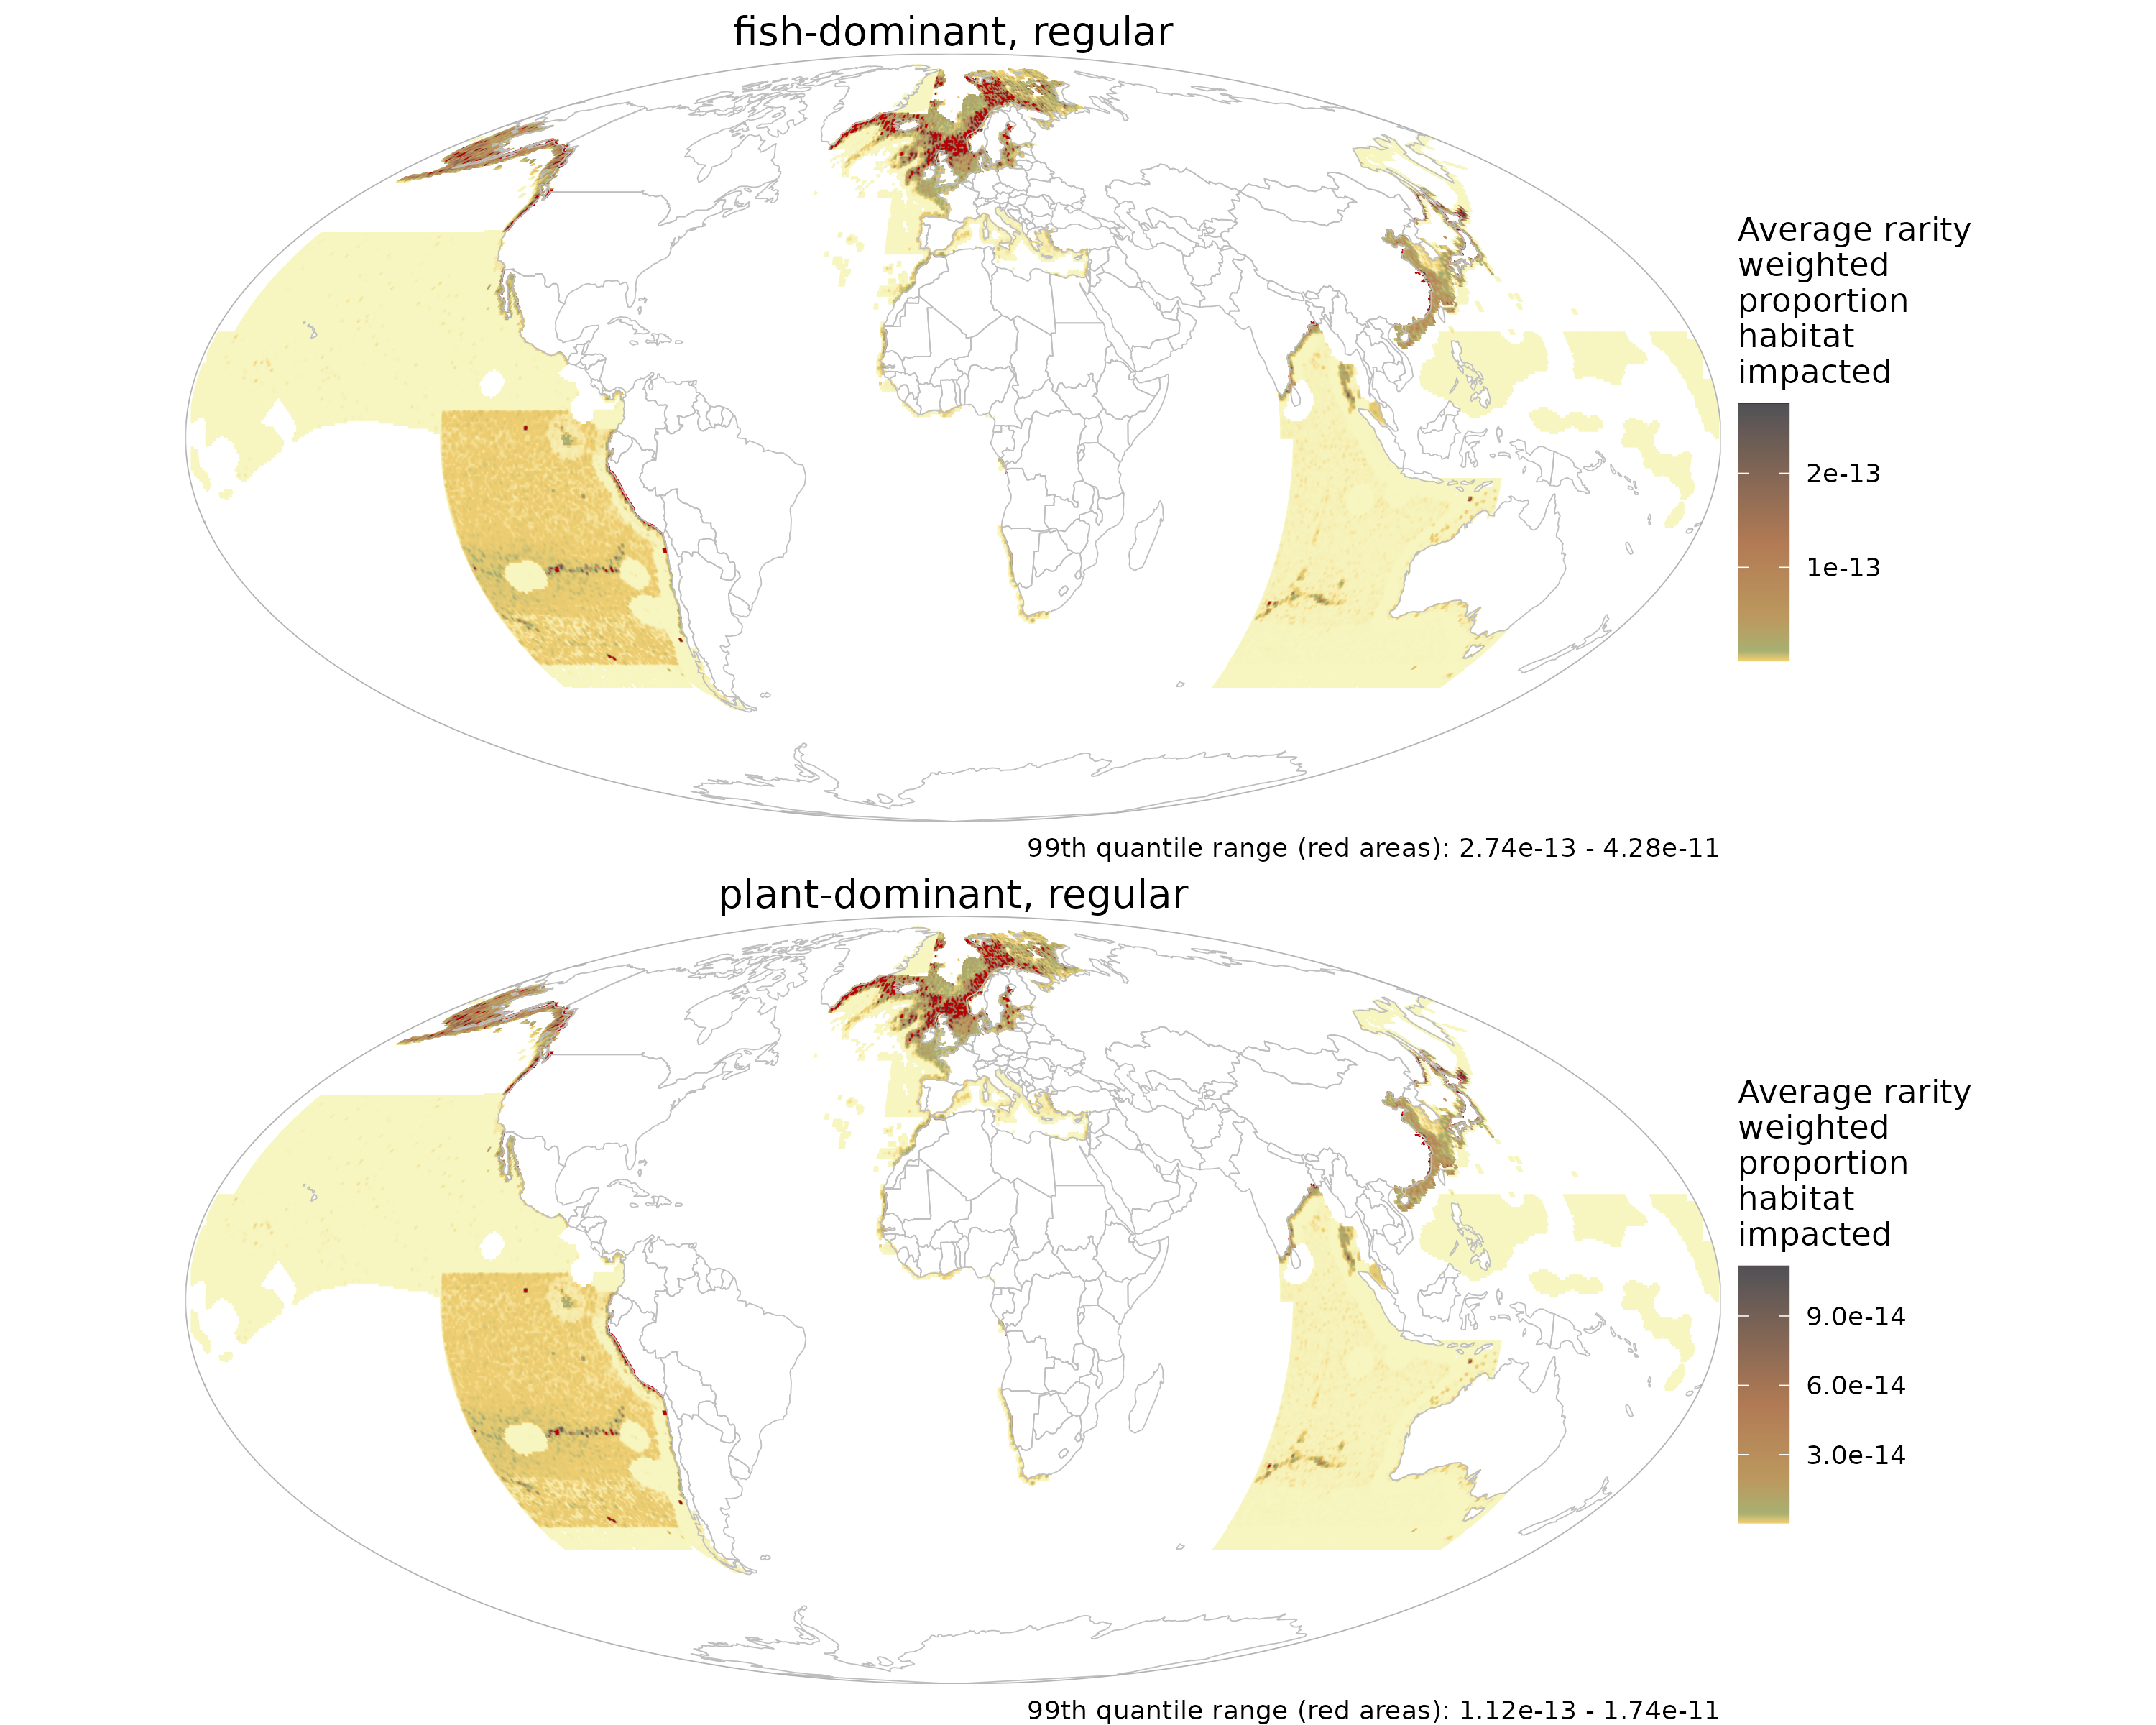 fish-dominant, regular
Average rarity
weighted
proportion
habitat
impacted
2e-13
1e-13
99th quantile range (red areas): 2.74e-13 - 4.28e-11
plant-dominant, regular
Average rarity
weighted
proportion
habitat
impacted
9.0e-14
6.0e-14
3.0e-14
99th quantile range (red areas): 1.12e-13 - 1.74e-11